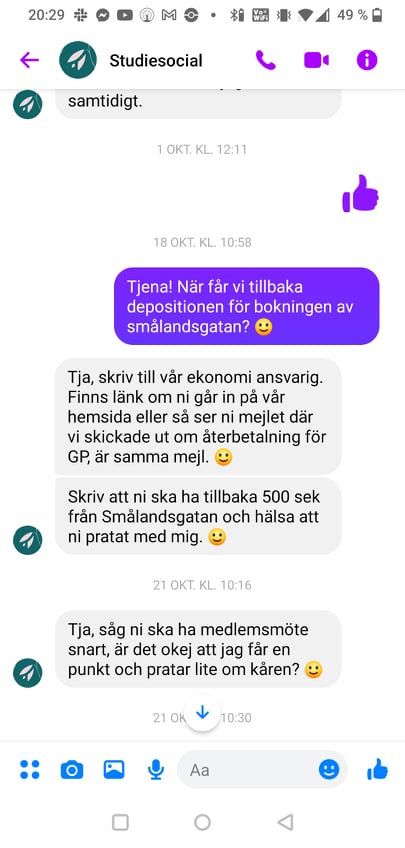 20:29
49 %
Studiesocial
samtidigt.
1 OKT. KL. 12:11
18 OKT. KL. 10:58
Tjena! När får vi tillbaka
depositionen för bokningen av
smålandsgatan? 🙂
Tja, skriv till vår ekonomi ansvarig.
Finns länk om ni går in på vår
hemsida eller så ser ni mejlet där
vi skickade ut om återbetalning för
GP, är samma mejl. 🙂
Skriv att ni ska ha tillbaka 500 sek
från Smålandsgatan och hälsa att
ni pratat med mig. 🙂
21 OKT. KL. 10:16
Tja, såg ni ska ha medlemsmöte
snart, är det okej att jag får en
punkt och pratar lite om kåren? 🙂
21 OK 10:30
Aa